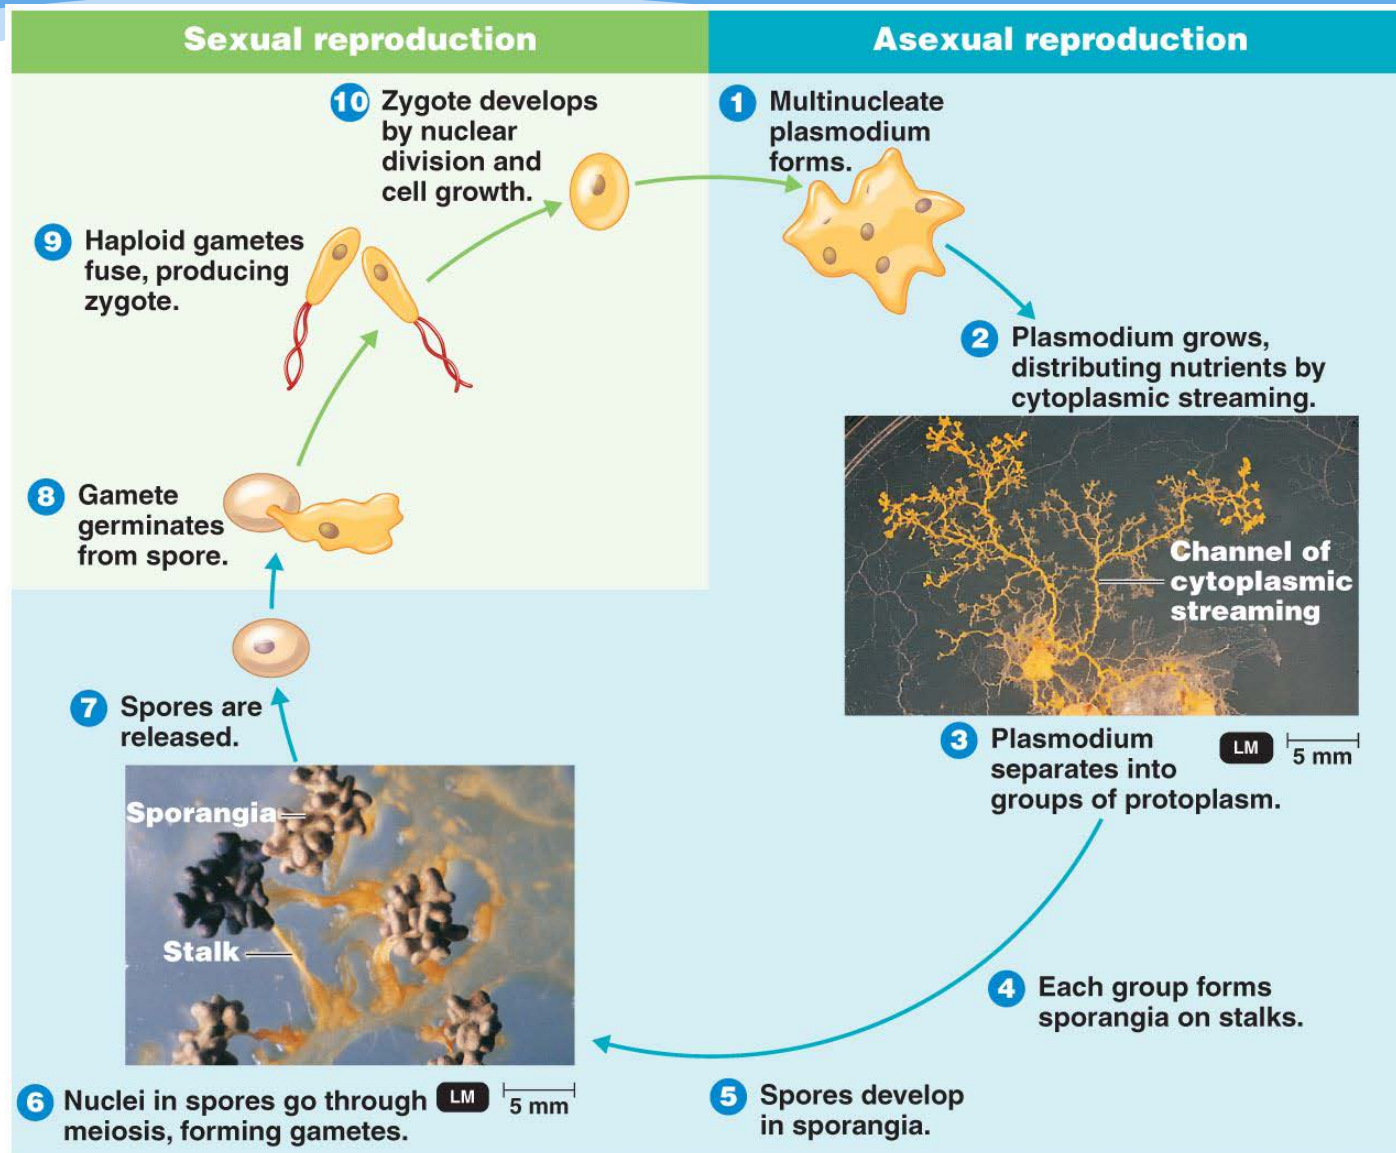 Sexual reproduction
Asexual reproduction
10 Zygote develops
by nuclear
division and
cell growth.
1 Multinucleate
plasmodium
forms.
9 Haploid gametes
fuse, producing
zygote.
2 Plasmodium grows,
distributing nutrients by
cytoplasmic streaming.
8 Gamete
germinates
from spore.
Channel of
cytoplasmic
streaming
7 Spores are
released.
3 Plasmodium
separates into
groups of protoplasm.
LM
5 mm
Sporangia
Stalk
4 Each group forms
sporangia on stalks.
6 Nuclei in spores go through
meiosis, forming gametes.
LM
5 mm
5 Spores develop
in sporangia.